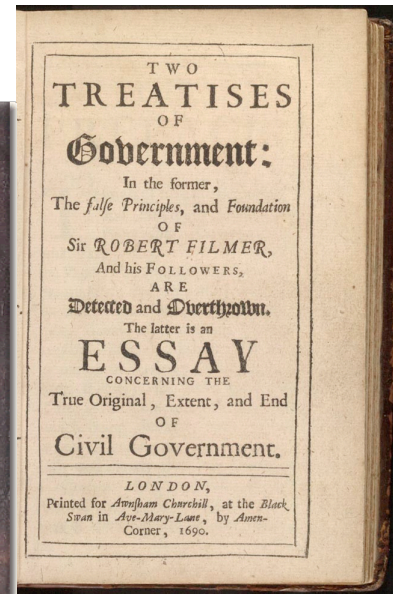 TWO
TREATISES
OF
Government:
In the former,
The false Principles, and Foundation
OF
Sir ROBERT FILMER,
And his FOLLOWERS,
ARE
Detected and Overthrown.
The latter is an
ESSAY
CONCERNING THE
True Original, Extent, and End
OF
Civil Government.
LONDON,
Printed for Awnsham Churchill, at the Black
Swan in Ave-Mary-Lane, by Amen-
Corner, 1690.